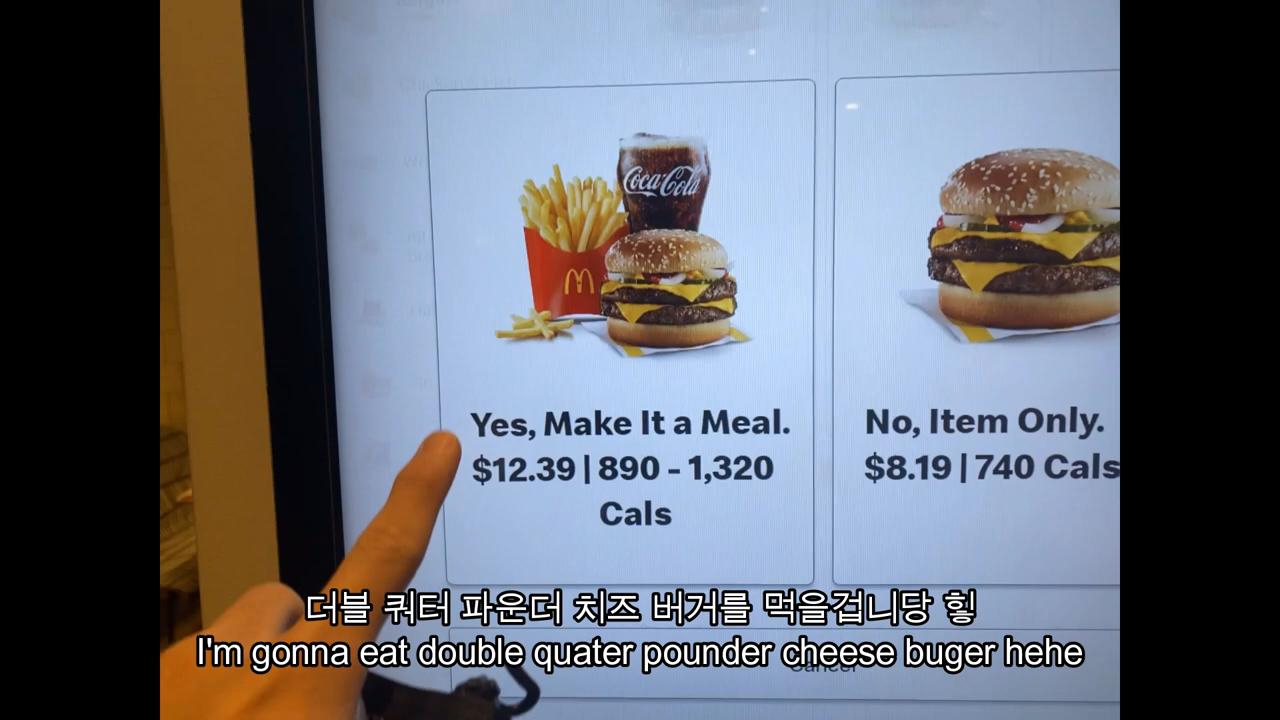 Coca-Cola
Yes, Make It a Meal.
$12.39 | 890 - 1,320
Cals
No, Item Only.
$8.19 | 740 Cals
더블 쿼터 파운더 치즈 버거를 먹을겁니당 힣
I'm gonna eat double quater pounder cheese buger hehe
Cancel